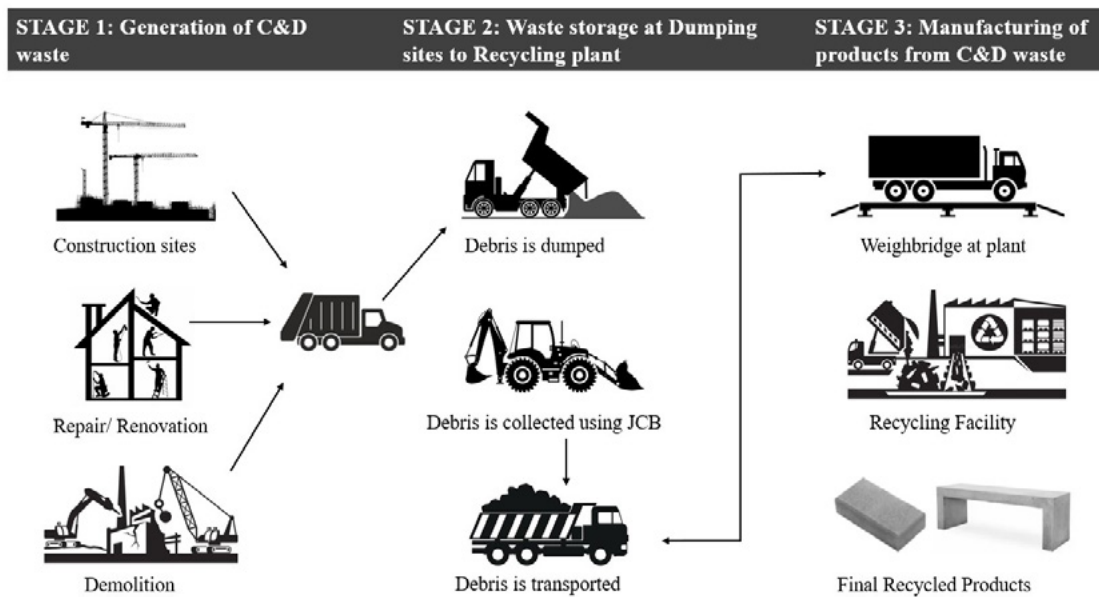 STAGE 1: Generation of C&D
waste
STAGE 2: Waste storage at Dumping
sites to Recycling plant
STAGE 3: Manufacturing of
products from C&D waste
Construction sites
Repair/ Renovation
Demolition
Debris is dumped
Debris is collected using JCB
Debris is transported
Weighbridge at plant
Recycling Facility
Final Recycled Products